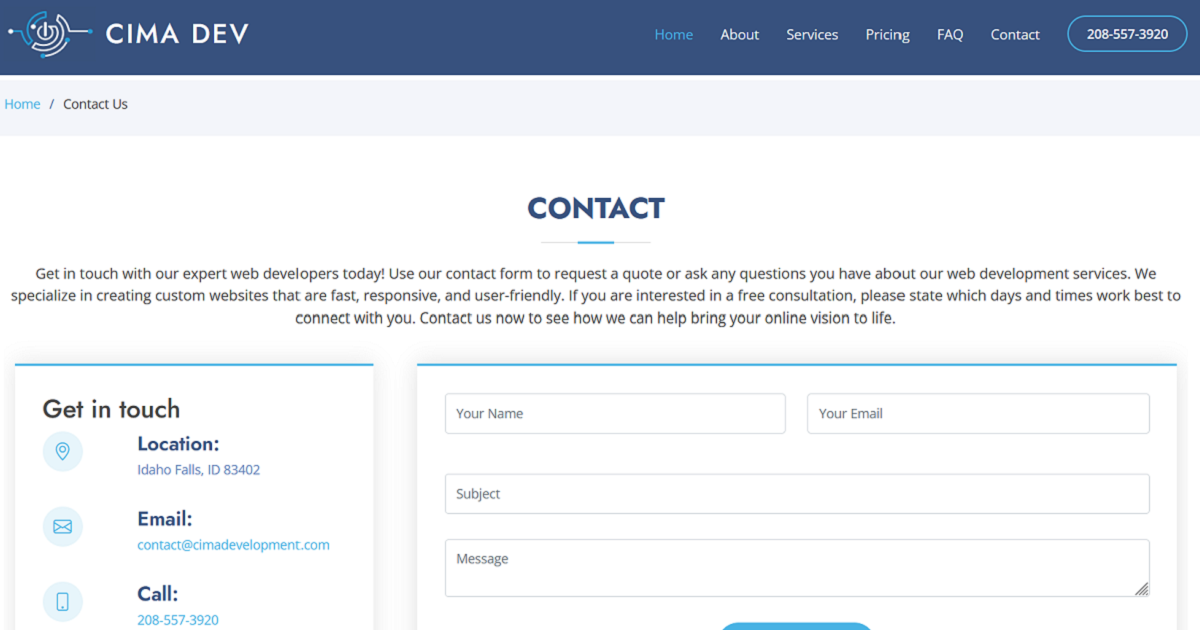 CIMA DEV
Home About Services Pricing FAQ Contact 208-557-3920
Home / Contact Us
CONTACT
Get in touch with our expert web developers today! Use our contact form to request a quote or ask any questions you have about our web development services. We
specialize in creating custom websites that are fast, responsive, and user-friendly. If you are interested in a free consultation, please state which days and times work best to
connect with you. Contact us now to see how we can help bring your online vision to life.
Get in touch
Location:
Idaho Falls, ID 83402
Email:
contact@cimadevelopment.com
Call:
208-557-3920
Your Name
Your Email
Subject
Message